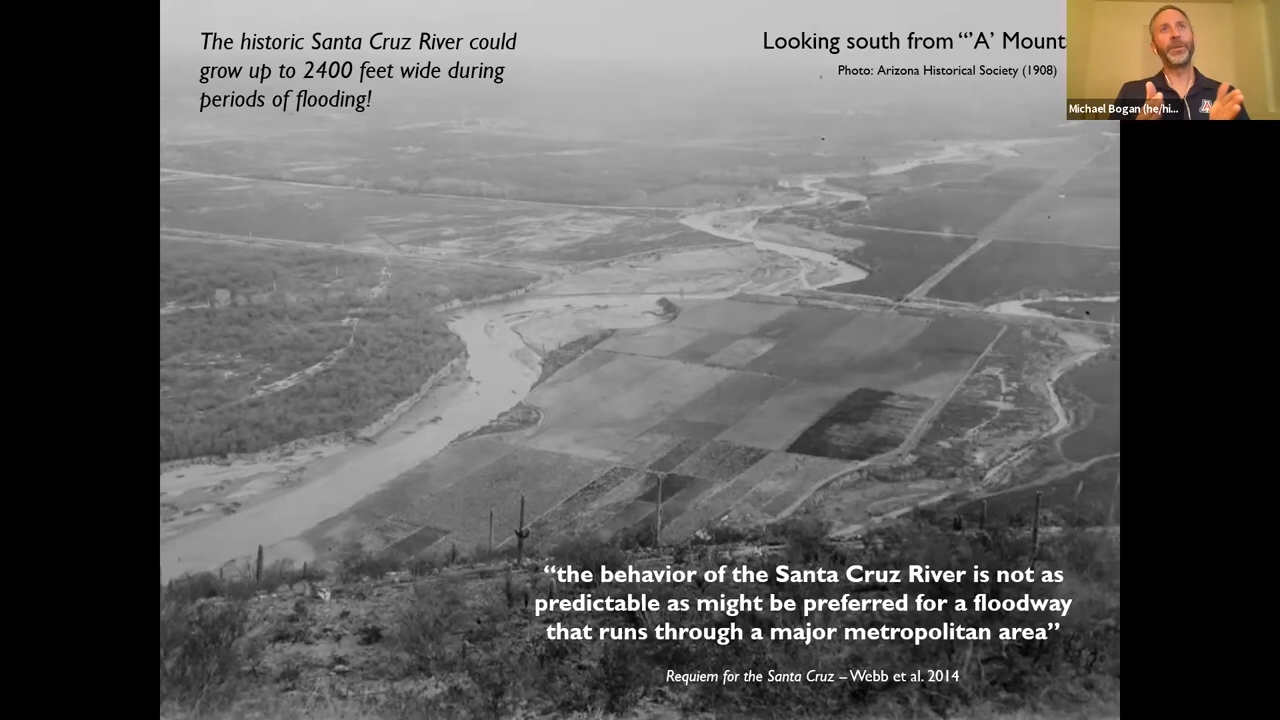 The historic Santa Cruz River could
grow up to 2400 feet wide during
periods of flooding!
Looking south from “’A’ Mount
Photo: Arizona Historical Society (1908)
Michael Bogan (he/hi...
A
“the behavior of the Santa Cruz River is not as
predictable as might be preferred for a floodway
that runs through a major metropolitan area”
Requiem for the Santa Cruz – Webb et al. 2014